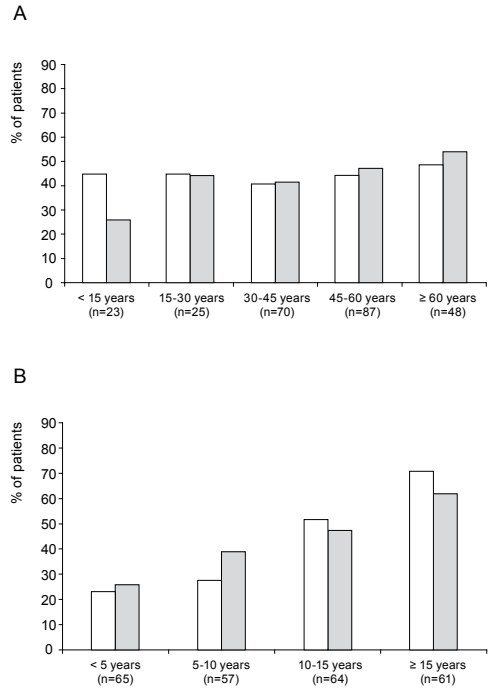 A
% of patients
90
80
70
60
50
40
30
20
10
0
< 15 years 15-30 years 30-45 years 45-60 years ≥ 60 years
(n=23) (n=25) (n=70) (n=87) (n=48)
B
% of patients
90
80
70
60
50
40
30
20
10
0
< 5 years 5-10 years 10-15 years ≥ 15 years
(n=65) (n=57) (n=64) (n=61)